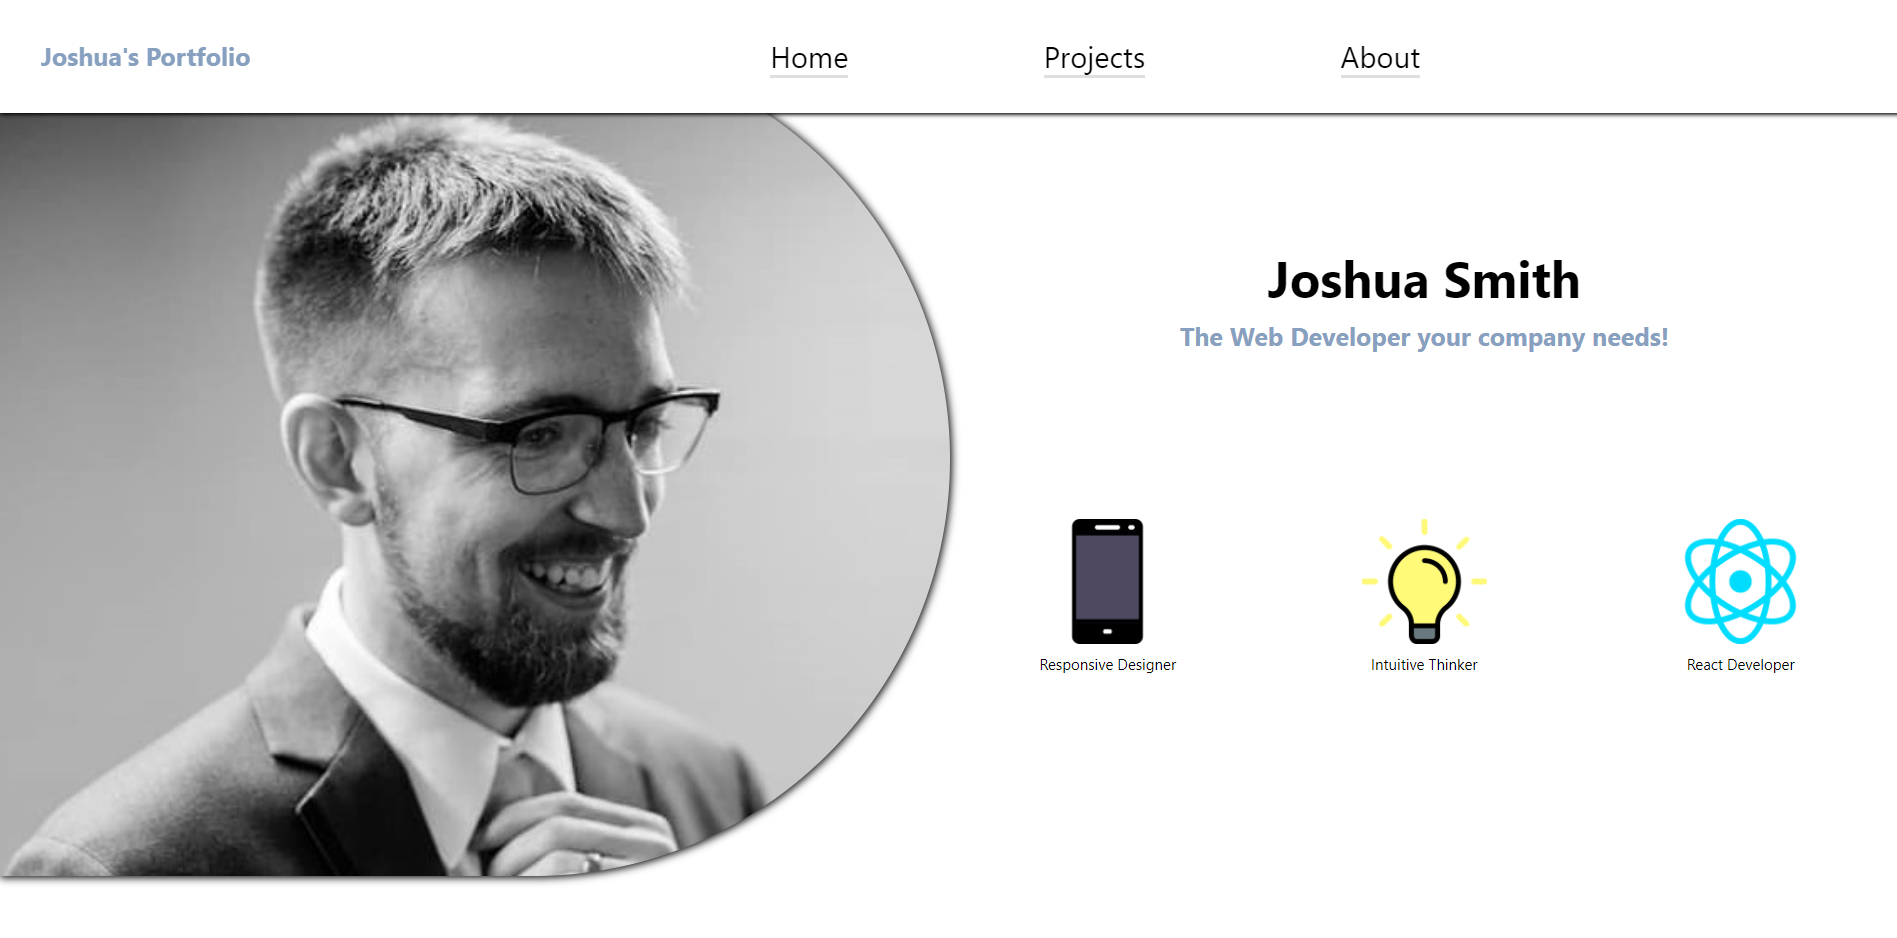 Joshua's Portfolio
Home
Projects
About
Joshua Smith
The Web Developer your company needs!
Responsive Designer
Intuitive Thinker
React Developer